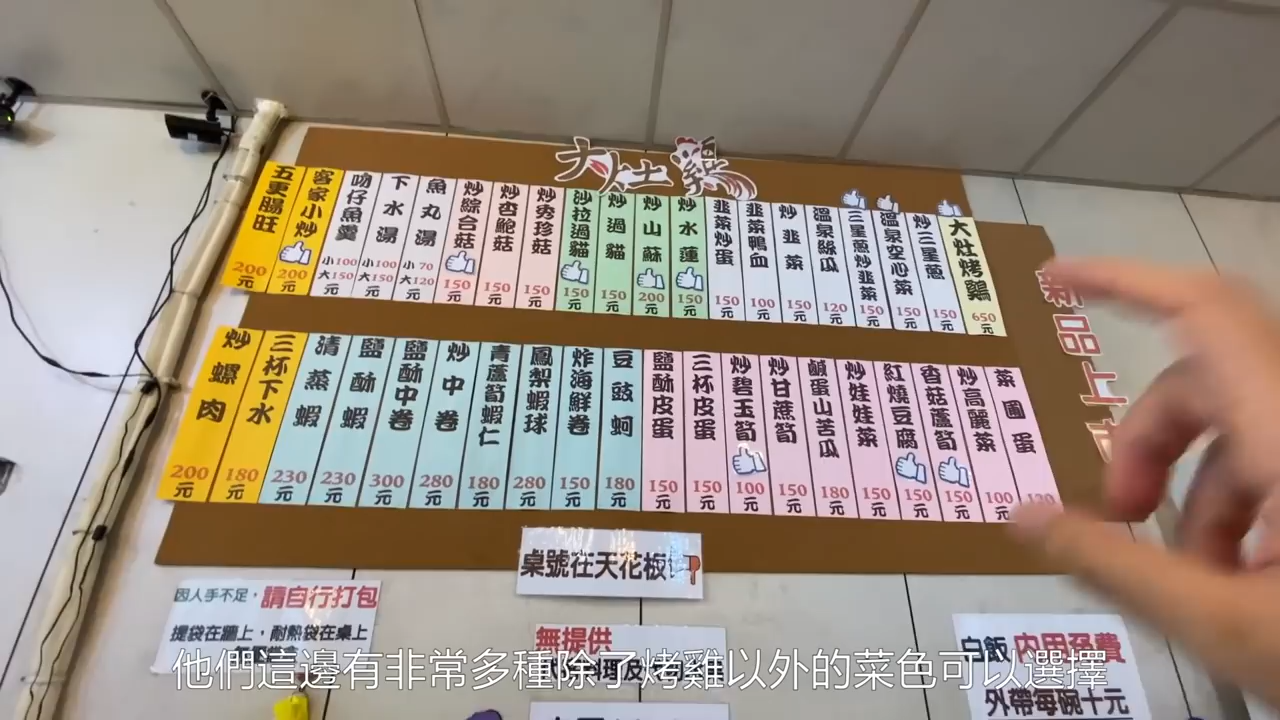 大灶雞
五更腸旺 200元
客家小炒 200元
吻仔魚羹 小100 大150 元
下水湯 小100 大150 元
魚丸湯 小70 大120 元
炒綜合菇 150元
炒杏鮑菇 150元
炒秀珍菇 150元
沙拉過貓 150元
炒過貓 150元
炒山蘇 200元
炒水蓮 150元
韭菜炒蛋 150元
韭菜鴨血 100元
炒韭菜 150元
溫泉絲瓜 120元
三星蔥炒韭菜 150元
溫泉空心菜 150元
炒三星蔥 150元
大灶烤鷄 650元
新品上市
炒螺肉 200元
三杯下水 180元
清蒸蝦 230元
鹽酥蝦 230元
鹽酥中卷 300元
炒中卷 280元
青蘆筍蝦仁 180元
鳳梨蝦球 280元
炸海鮮卷 150元
豆豉蚵 180元
鹽酥皮蛋 150元
三杯皮蛋 150元
炒碧玉筍 100元
炒甘蔗筍 150元
鹹蛋山苦瓜 180元
炒娃娃菜 150元
紅燒豆腐 150元
香菇蘆筍 150元
炒高麗菜 100元
菜圃蛋 120
桌號在天花板
因人手不足，請自行打包
提袋在牆上，耐熱袋在桌上
無提供
白飯 內用免費
外帶每碗十元
他們這邊有非常多種除了烤雞以外的菜色可以選擇